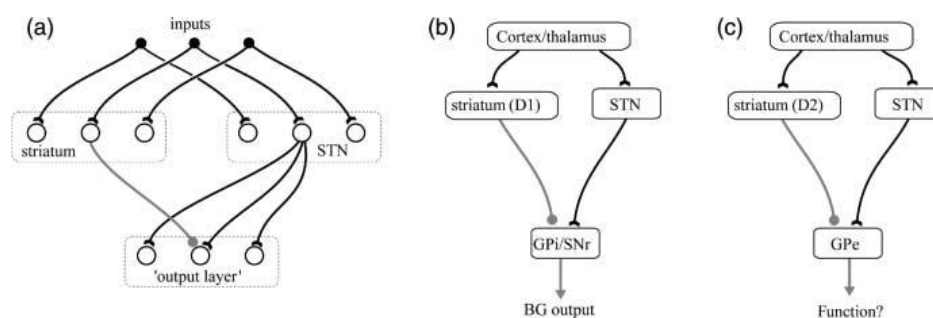 (a)
inputs
striatum
STN
'output layer'
(b)
Cortex/thalamus
striatum (D1)
STN
GPi/SNr
BG output
(c)
Cortex/thalamus
striatum (D2)
STN
GPe
Function?